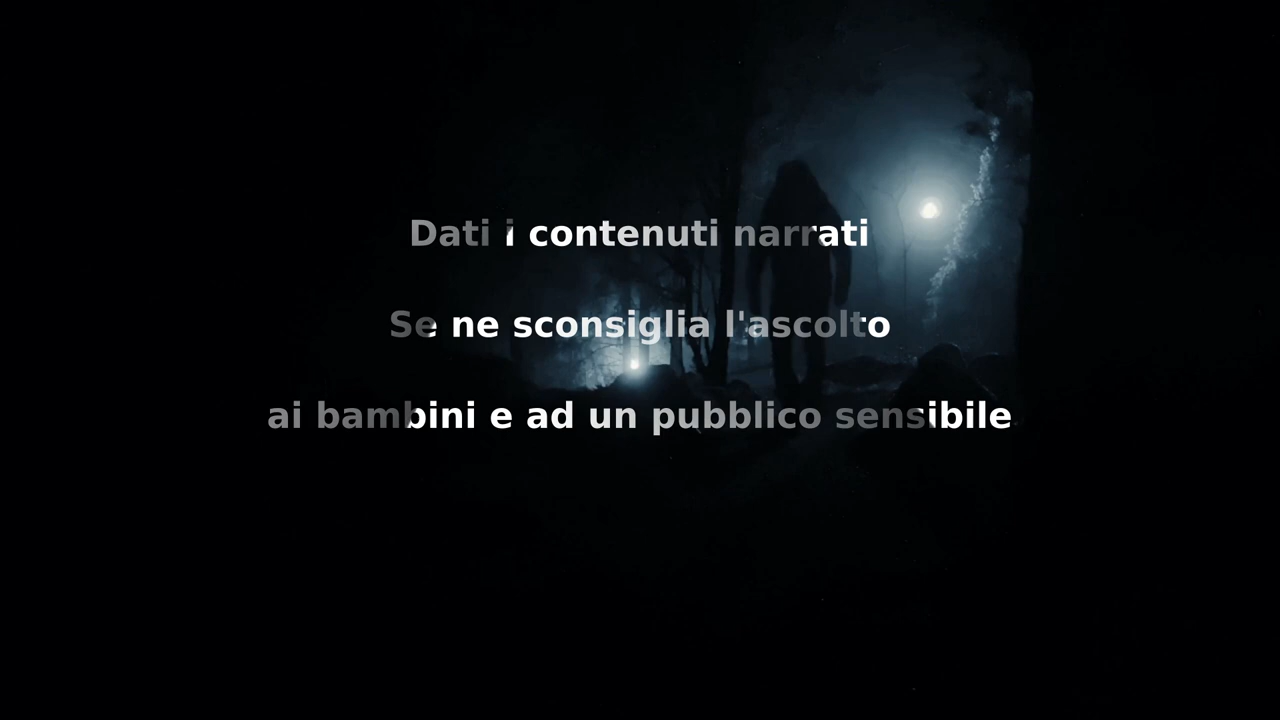 Dati i contenuti narrati
Se ne sconsiglia l'ascolto
ai bambini e ad un pubblico sensibile